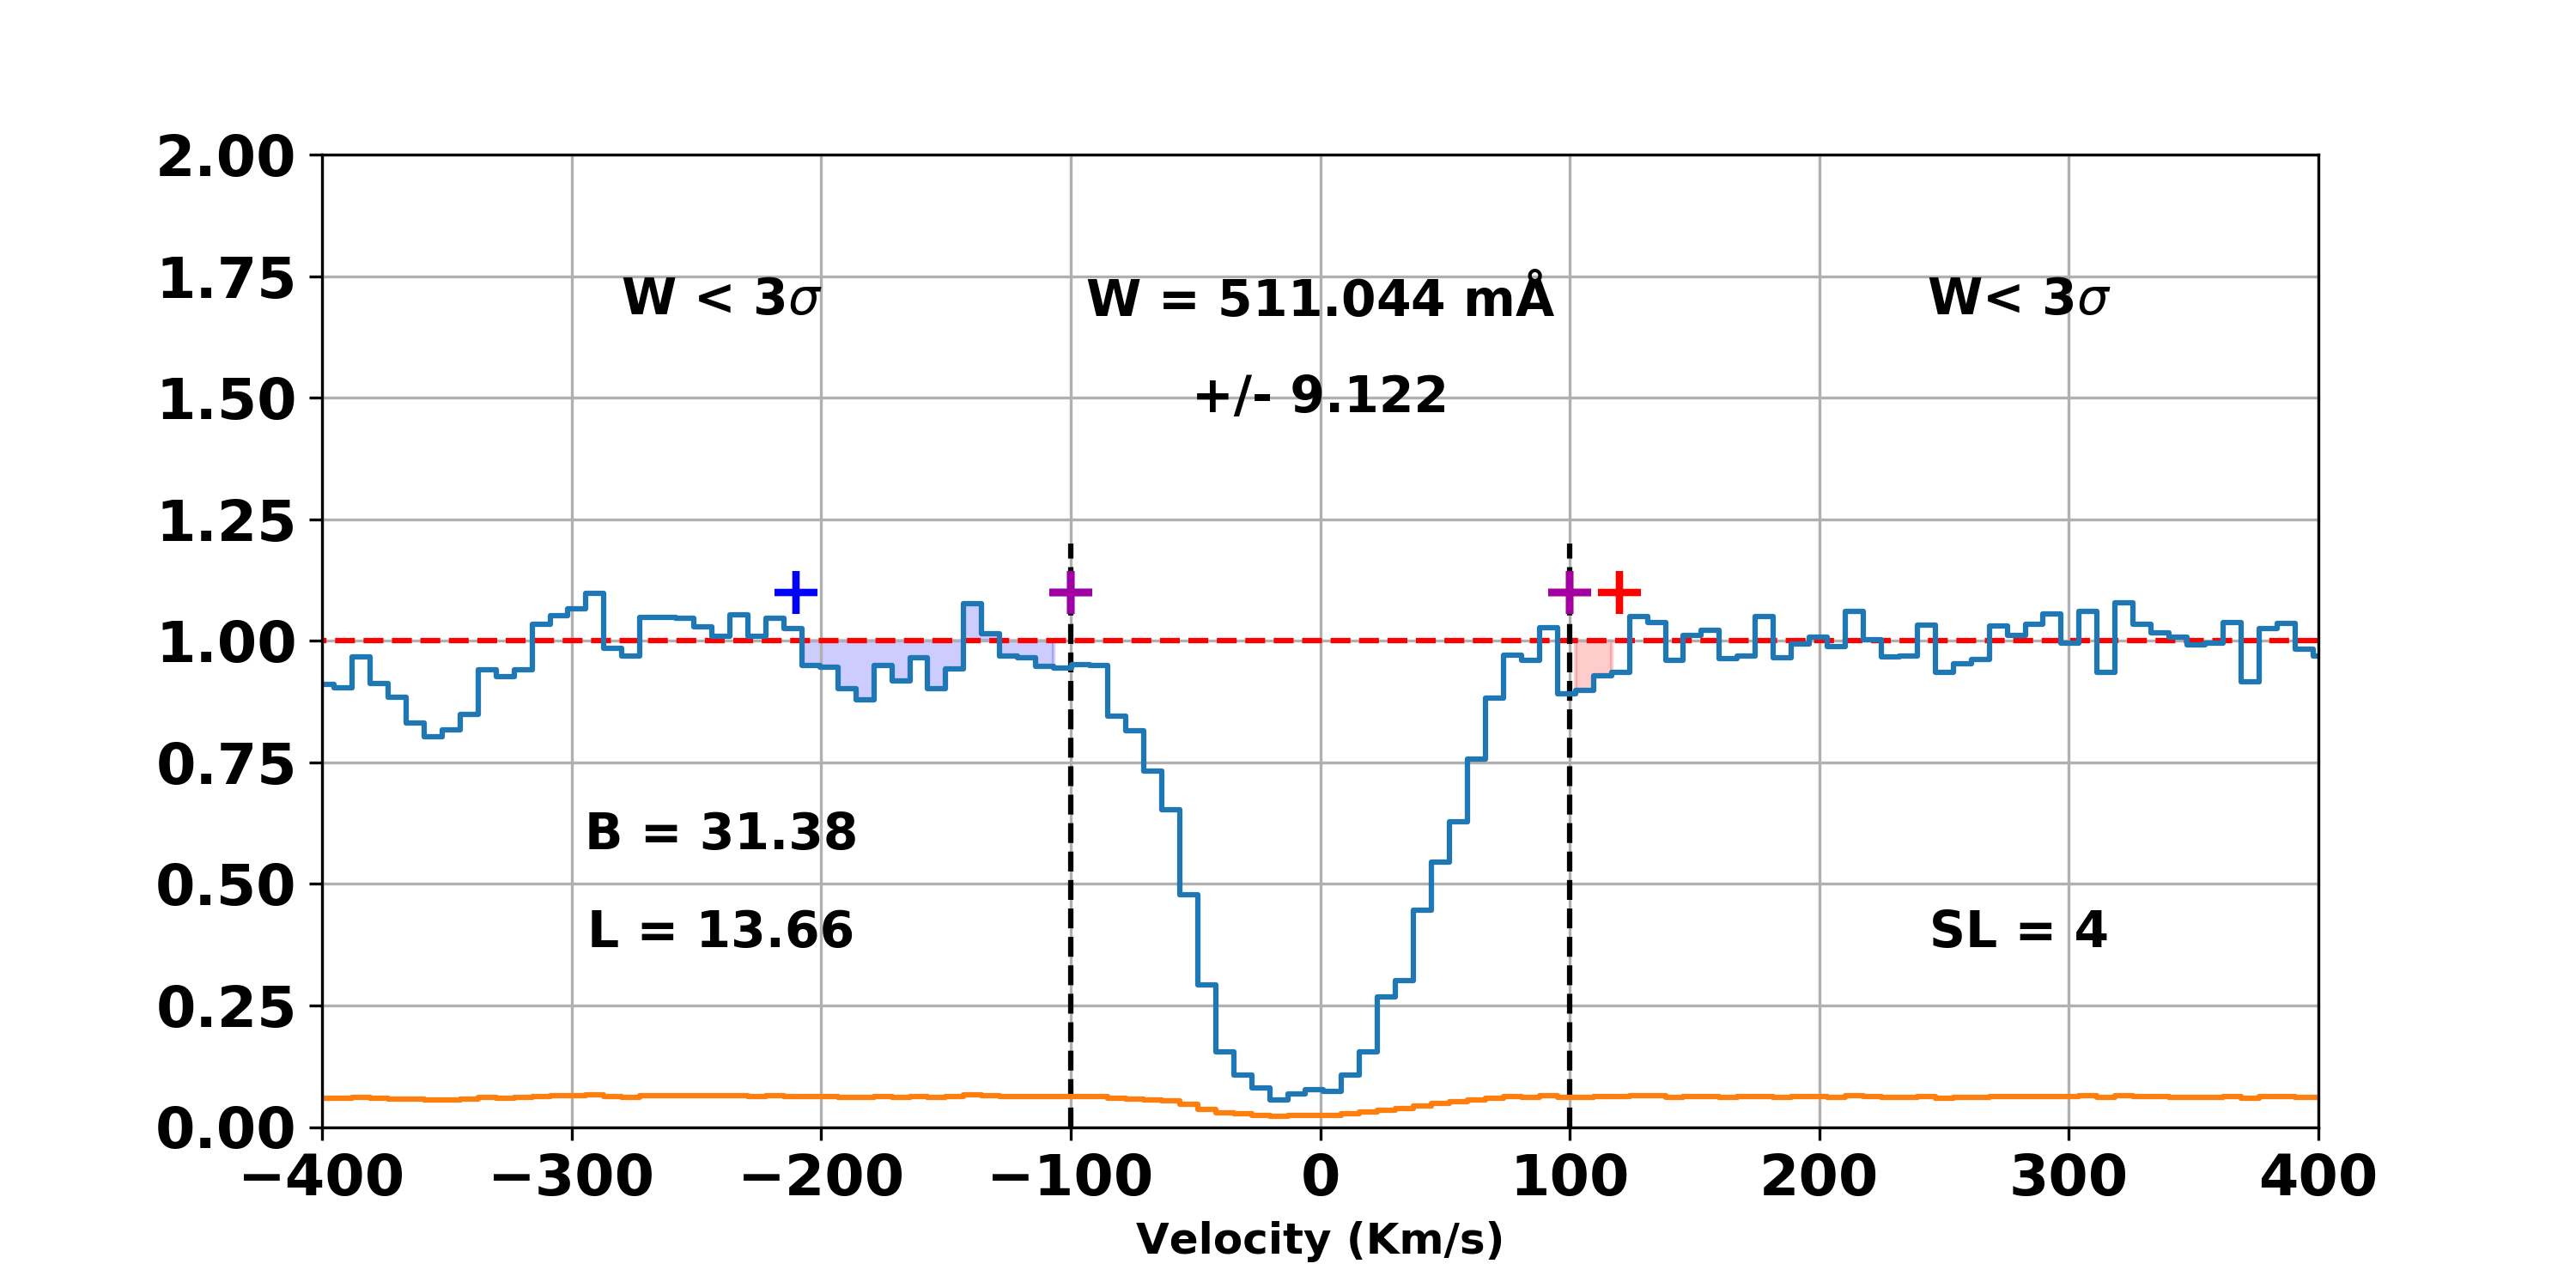 2.00
1.75
1.50
1.25
1.00
0.75
0.50
0.25
0.00
W < 3σ
W = 511.044 mÅ
+/- 9.122
W< 3σ
B = 31.38
L = 13.66
SL = 4
−400 −300 −200 −100 0 100 200 300 400
Velocity (Km/s)